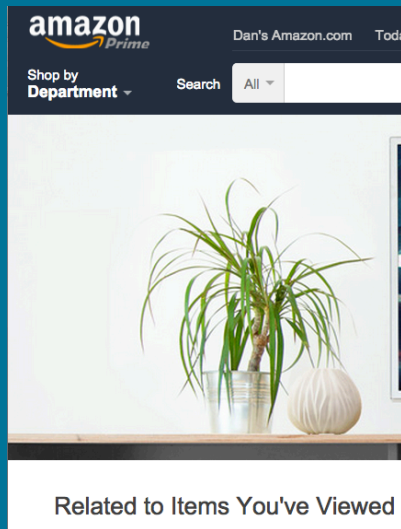 amazon
Prime
Dan's Amazon.com
Shop by
Department
Search
All
Related to Items You've Viewed